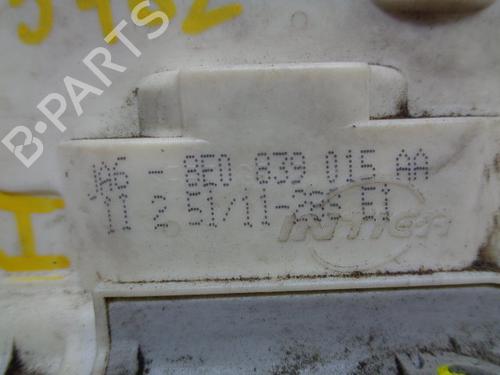 B-PARTS
JA6 - 8E0 839 015 AA
11 2 51/11-289 E1
INTIER